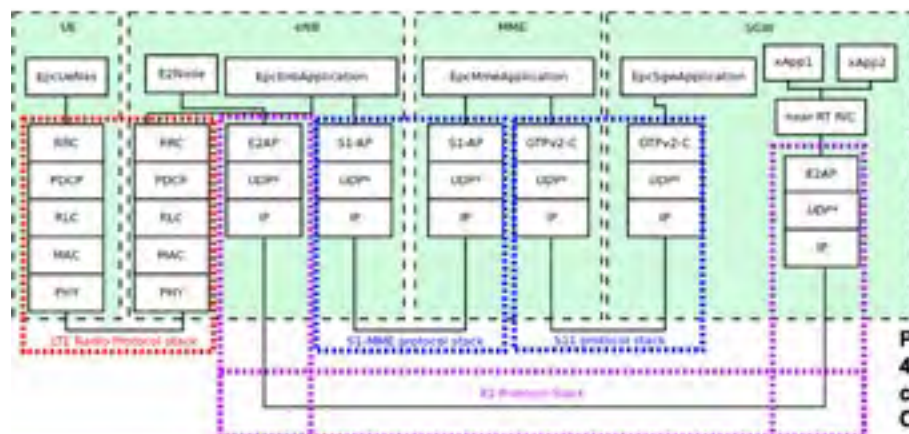 UE eNB MME SGW
xApp1 xApp2
EpcUeNas E2Node EpcEnbApplication EpcMmeApplication EpcSgwApplication
near RT RIC
RRC RRC E2AP S1-AP S1-AP GTPv2-C GTPv2-C
E2AP
PDCP PDCP UDP* UDP* UDP* UDP* UDP*
UDP*
RLC RLC IP IP IP IP IP
IP
MAC MAC
PHY PHY
LTE Radio Protocol stack S1-MME protocol stack S11 protocol stack
E2 Protocol Stack
P
4
c